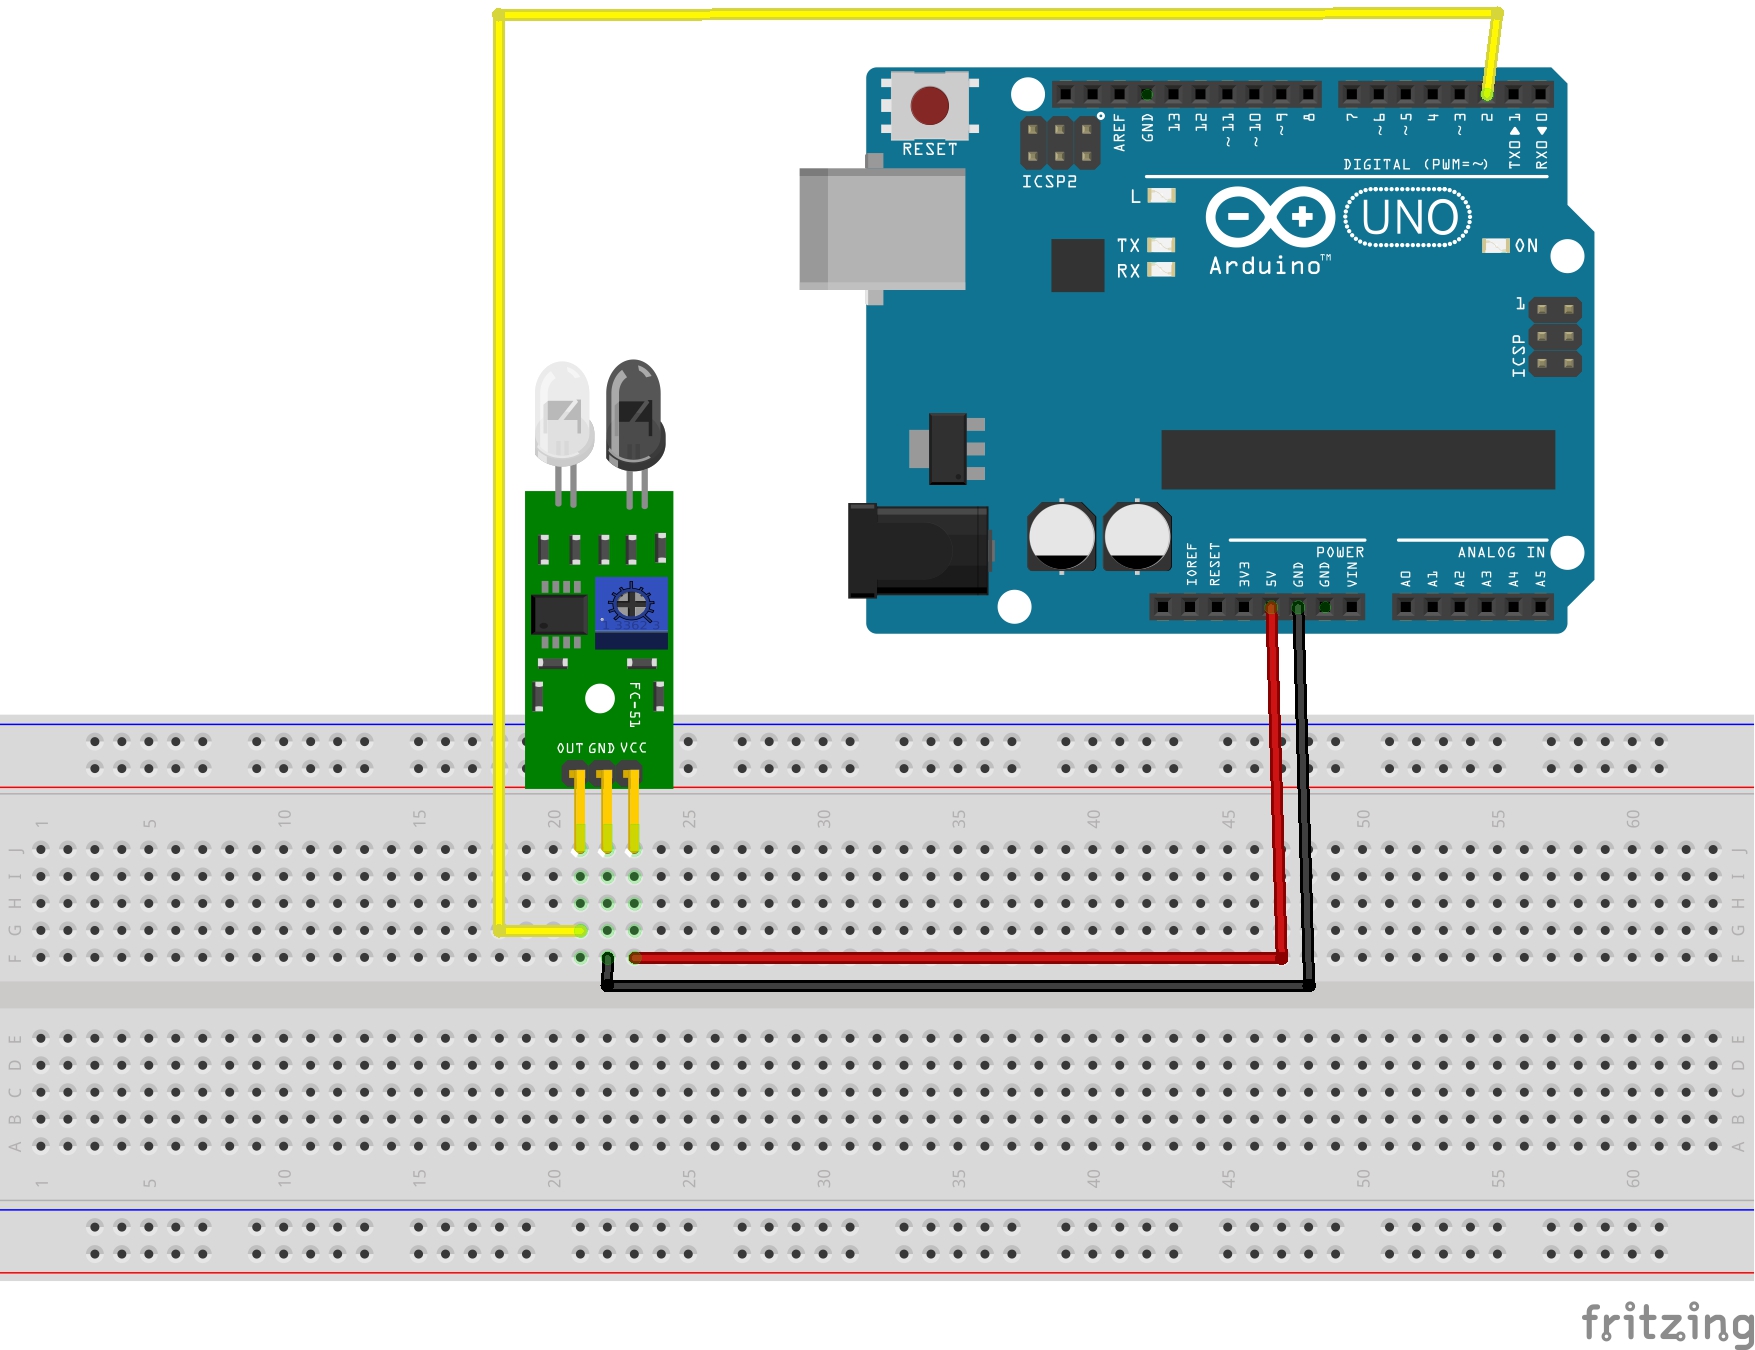 RESET
ICSP2
AREF
GND
13
12
~11
~10
~9
8
7
~6
~5
4
~3
2
TX0▶1
RX0◀0
DIGITAL (PWM=~)
L
TX
RX
UNO
Arduino™
ON
1
ICSP
POWER
ANALOG IN
IOREF
RESET
3V3
5V
GND
GND
VIN
A0
A1
A2
A3
A4
A5
3362
FC-51
OUT GND VCC
1 5 10 15 20 25 30 35 40 45 50 55 60
J J
I I
H H
G G
F F
E E
D D
C C
B B
A A
1 5 10 15 20 25 30 35 40 45 50 55 60
fritzing